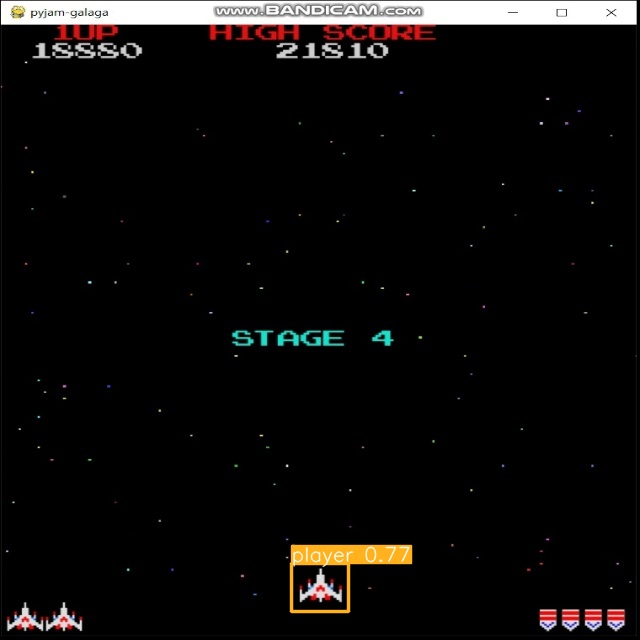 pyjam-galaga
www.BANDICAM.com
1UP HIGH SCORE
18880 21810
STAGE 4
player 0.77